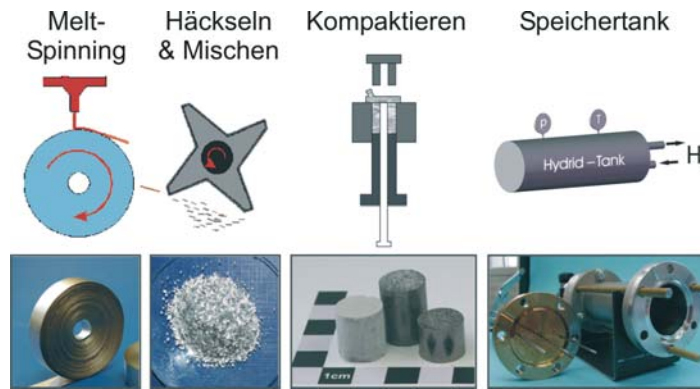 Melt-
Spinning
Häckseln
& Mischen
Kompaktieren
Speichertank
p
T
Hydrid-Tank
H
1cm